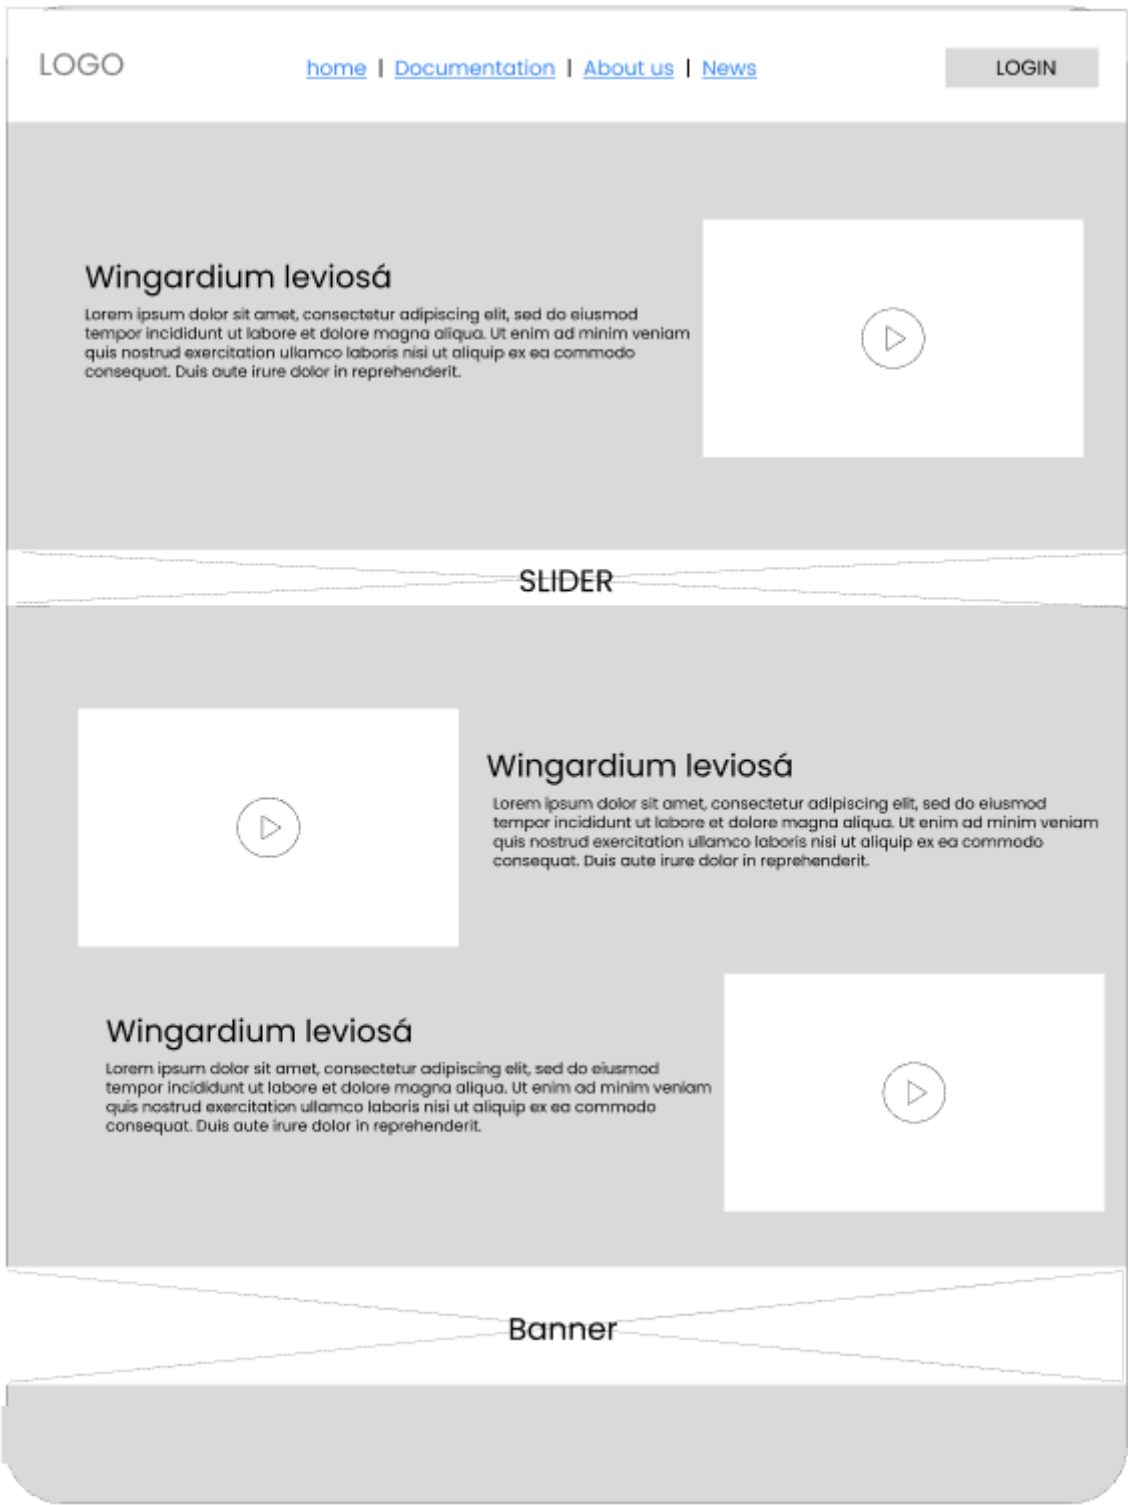 LOGO
home | Documentation | About us | News
LOGIN
Wingardium leviosá
Lorem ipsum dolor sit amet, consectetur adipiscing elit, sed do eiusmod
tempor incididunt ut labore et dolore magna aliqua. Ut enim ad minim veniam
quis nostrud exercitation ullamco laboris nisi ut aliquip ex ea commodo
consequat. Duis aute irure dolor in reprehenderit.
SLIDER
Wingardium leviosá
Lorem ipsum dolor sit amet, consectetur adipiscing elit, sed do eiusmod
tempor incididunt ut labore et dolore magna aliqua. Ut enim ad minim veniam
quis nostrud exercitation ullamco laboris nisi ut aliquip ex ea commodo
consequat. Duis aute irure dolor in reprehenderit.
Wingardium leviosá
Lorem ipsum dolor sit amet, consectetur adipiscing elit, sed do eiusmod
tempor incididunt ut labore et dolore magna aliqua. Ut enim ad minim veniam
quis nostrud exercitation ullamco laboris nisi ut aliquip ex ea commodo
consequat. Duis aute irure dolor in reprehenderit.
Banner